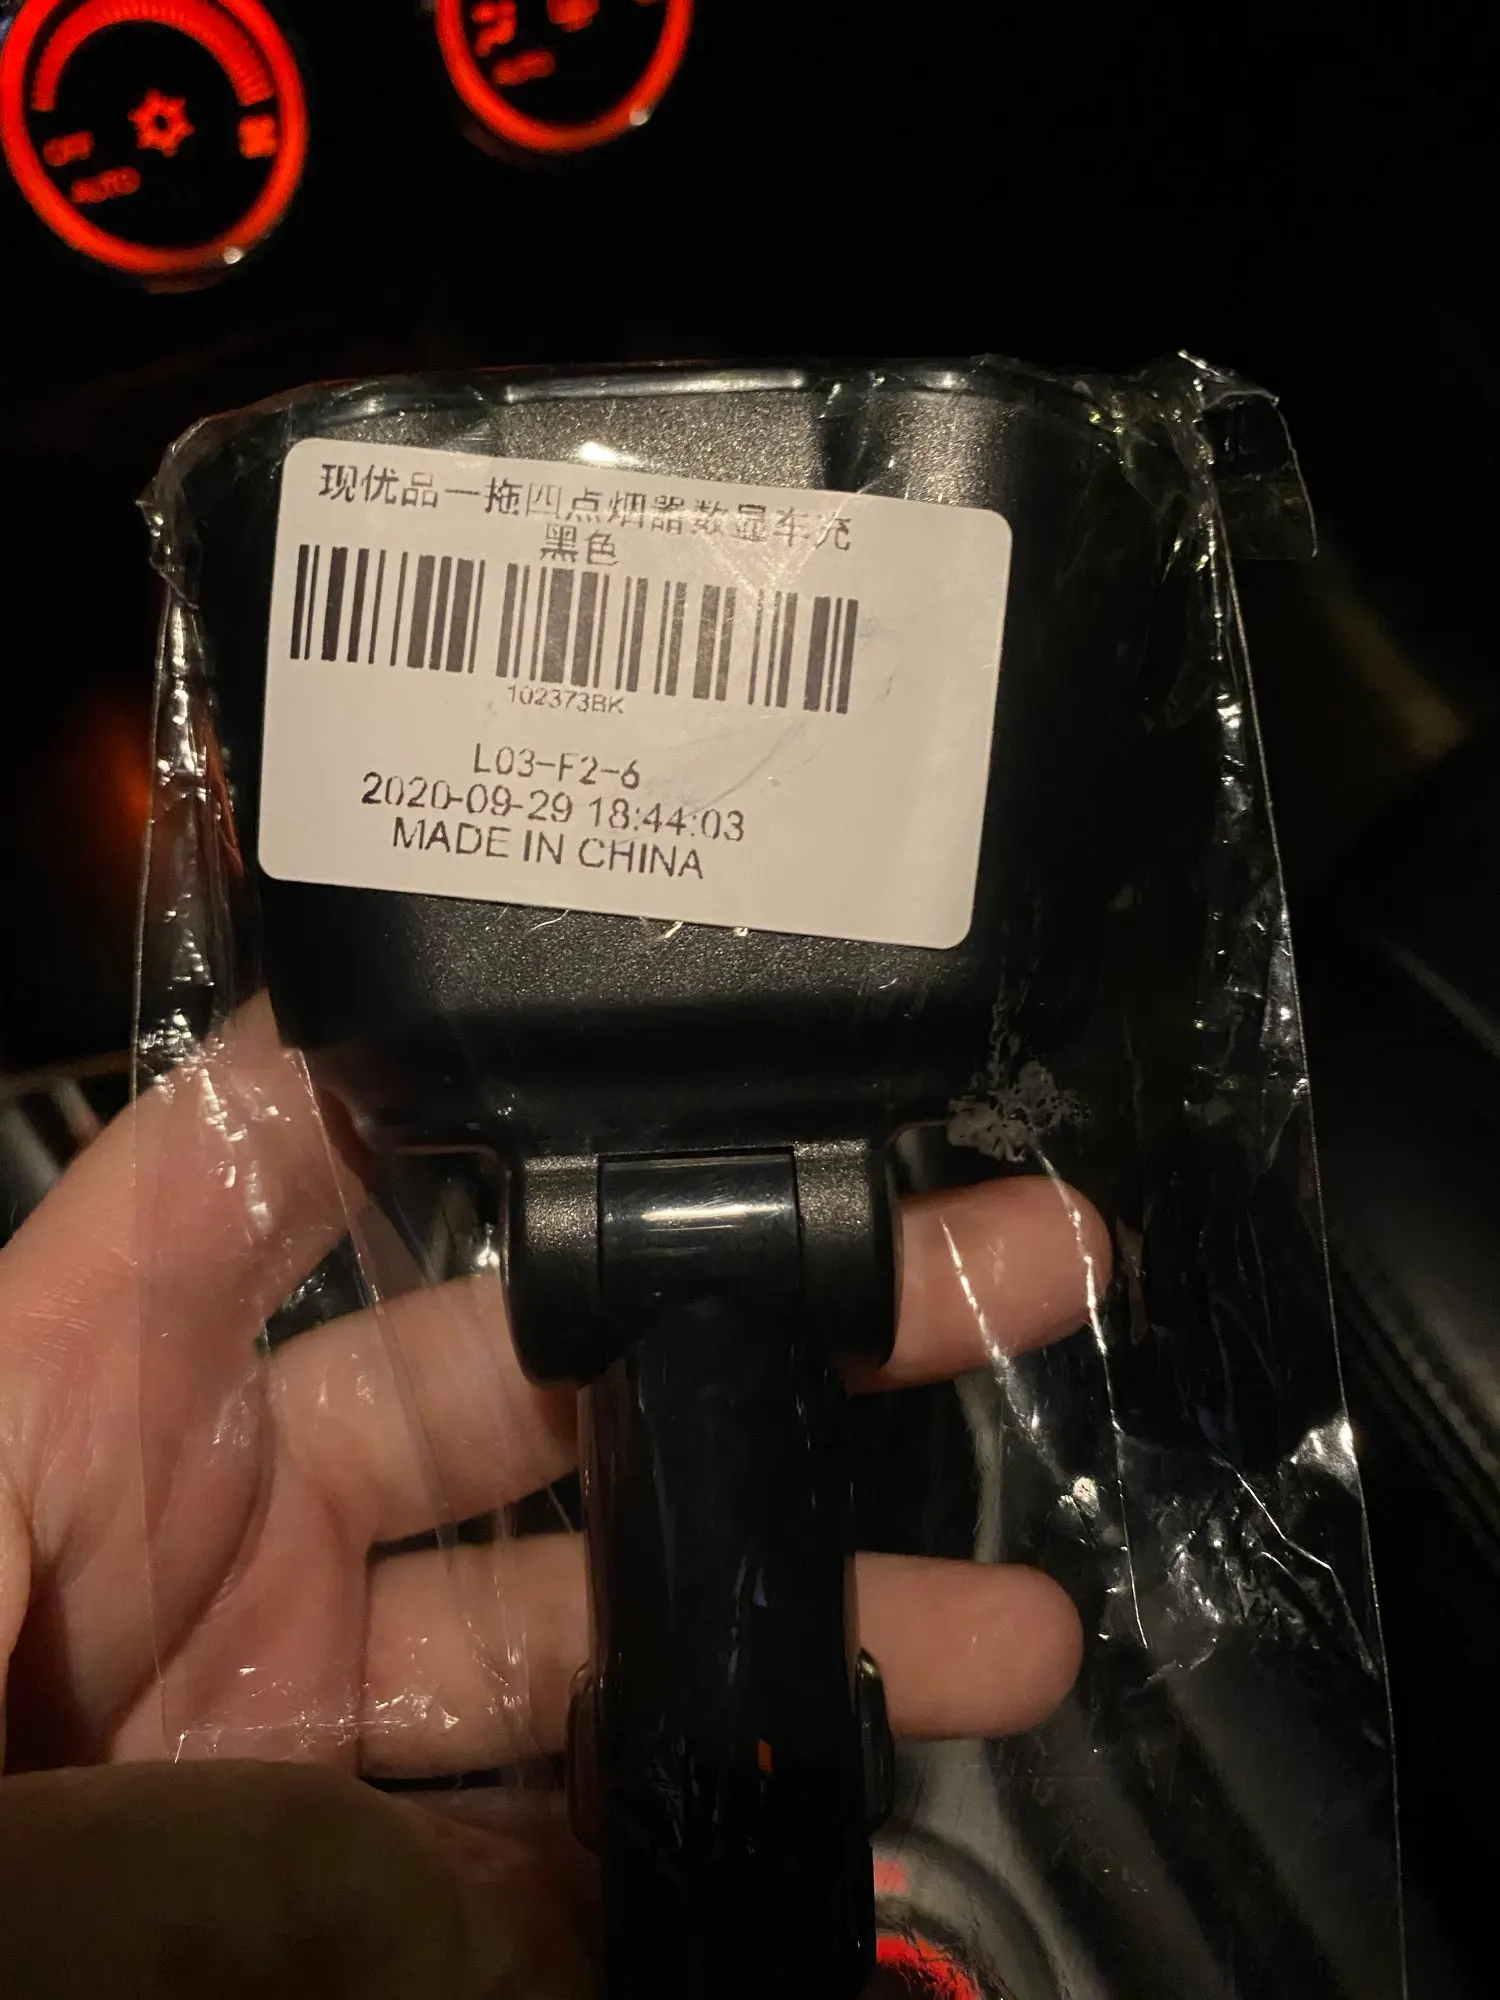 AUTO
现优品一拖四点烟器数显车充
黑色
102373BK
L03-F2-6
2020-09-29 18:44:03
MADE IN CHINA